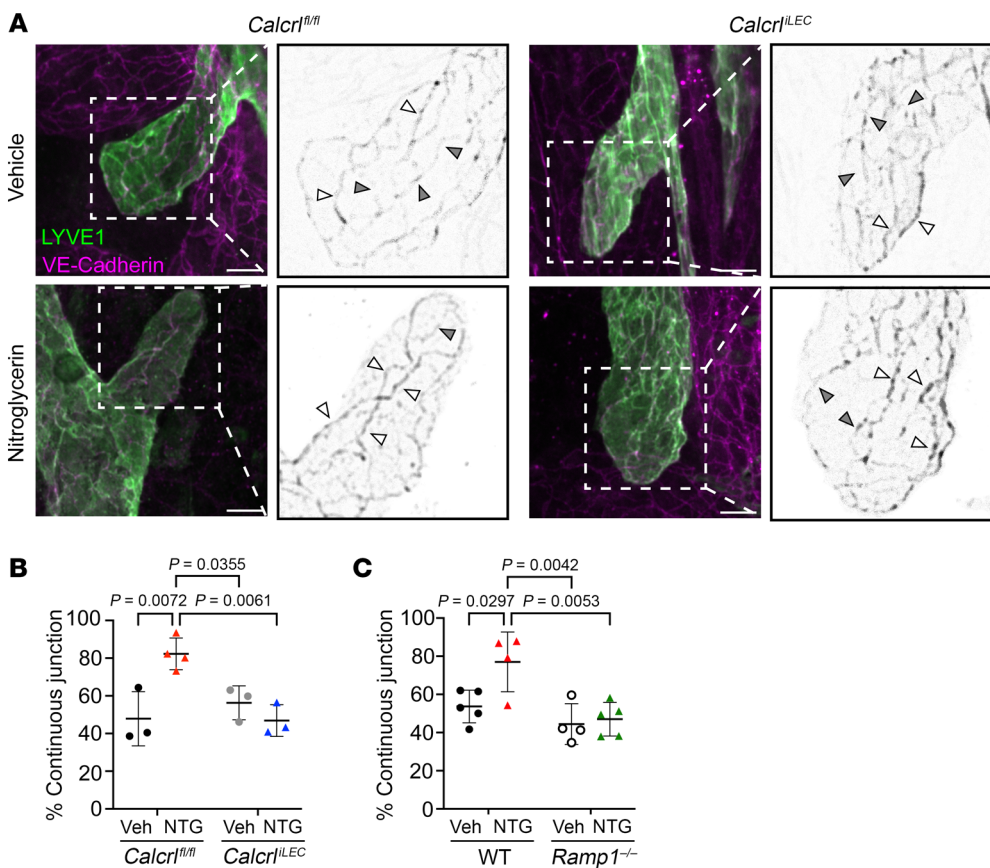 A
Calcrl^fl/fl
Calcrl^iLEC
Vehicle
LYVE1
VE-Cadherin
Nitroglycerin
B
P = 0.0355
P = 0.0072
P = 0.0061
% Continuous junction
100
80
60
40
20
0
Veh NTG Veh NTG
Calcrl^fl/fl Calcrl^iLEC
C
P = 0.0042
P = 0.0297
P = 0.0053
% Continuous junction
100
80
60
40
20
0
Veh NTG Veh NTG
WT Ramp1^–/–